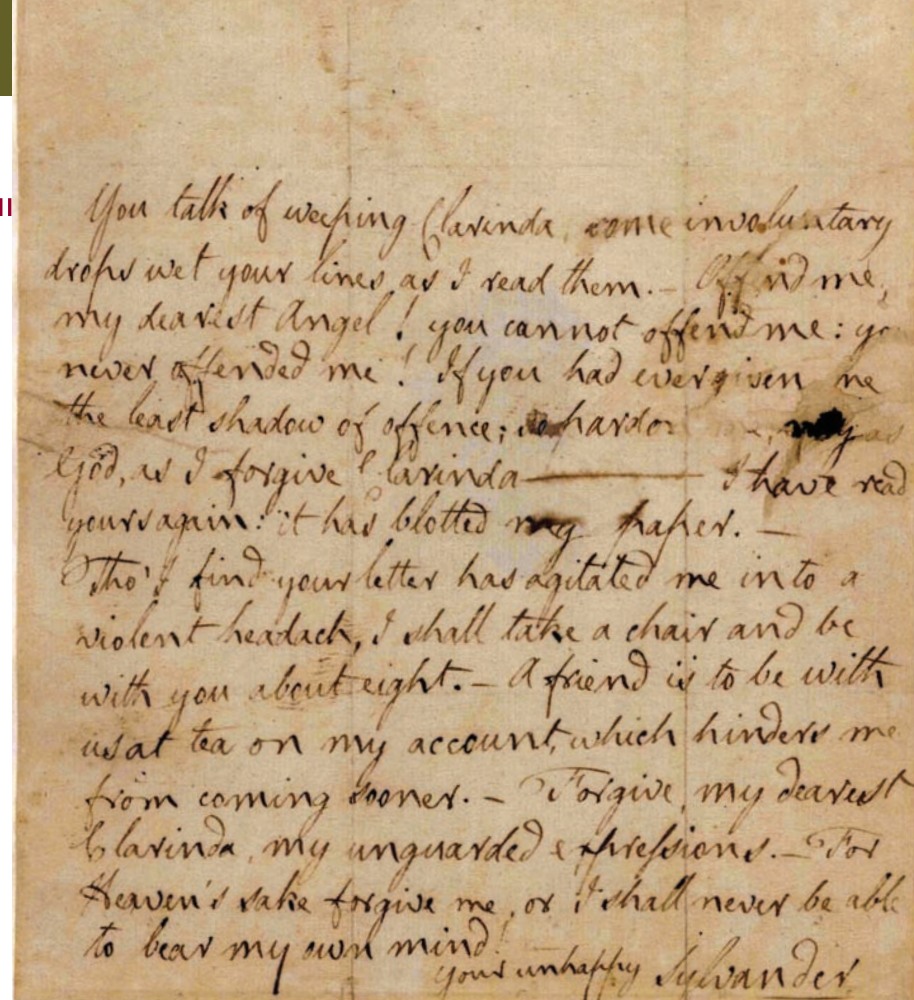 You talk of weeping Clarinda, some involuntary
drops wet your lines as I read them. — Offend me,
my dearest Angel! you cannot offend me: you
never offended me! If you had ever given me
the least shadow of offence; so pardon me, my
God, as I forgive Clarinda ——— I have read
yours again: it has blotted my paper. —
Tho' I find your letter has agitated me into a
violent headach, I shall take a chair and be
with you about eight. — A friend is to be with
us at tea on my account, which hinders me
from coming sooner. — Forgive, my dearest
Clarinda, my unguarded expressions. — For
Heaven's sake forgive me, or I shall never be able
to bear my own mind!
your unhappy Sylvander